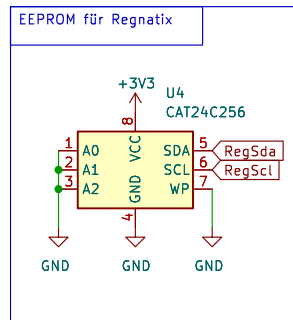 EEPROM für Regnatix
+3V3
U4
CAT24C256
8
VCC
1 A0 SDA 5 RegSda
2 A1 SCL 6 RegScl
3 A2 WP 7
GND
4
GND GND GND